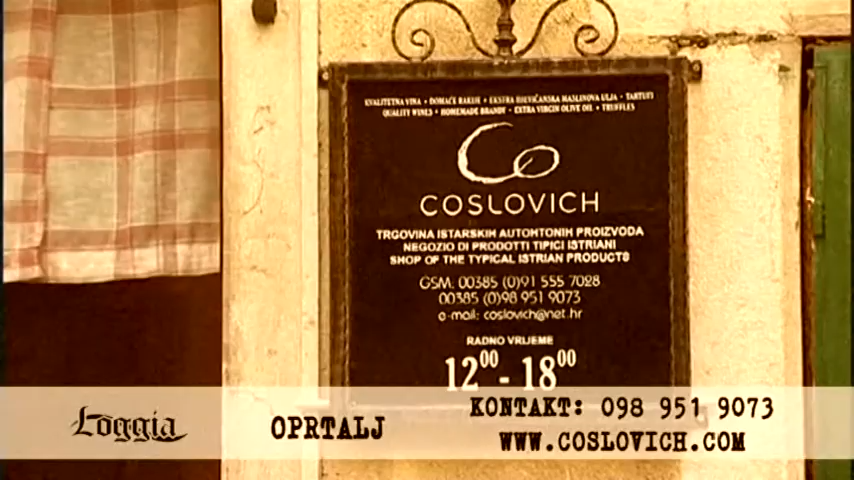 KVALITETNA VINA • DOMAĆE RAKIJE • EKSTRA DJEVIČANSKA MASLINOVA ULJA • TARTUFI
QUALITY WINES • HOMEMADE BRANDY • EXTRA VIRGIN OLIVE OIL • TRUFFLES
COSLOVICH
TRGOVINA ISTARSKIH AUTOHTONIH PROIZVODA
NEGOZIO DI PRODOTTI TIPICI ISTRIANI
SHOP OF THE TYPICAL ISTRIAN PRODUCTS
GSM: 00385 (0)91 555 7028
00385 (0)98 951 9073
e-mail: coslovich@net.hr
RADNO VRIJEME
12⁰⁰ - 18⁰⁰
Loggia
OPRTALJ
KONTAKT: 098 951 9073
WWW.COSLOVICH.COM